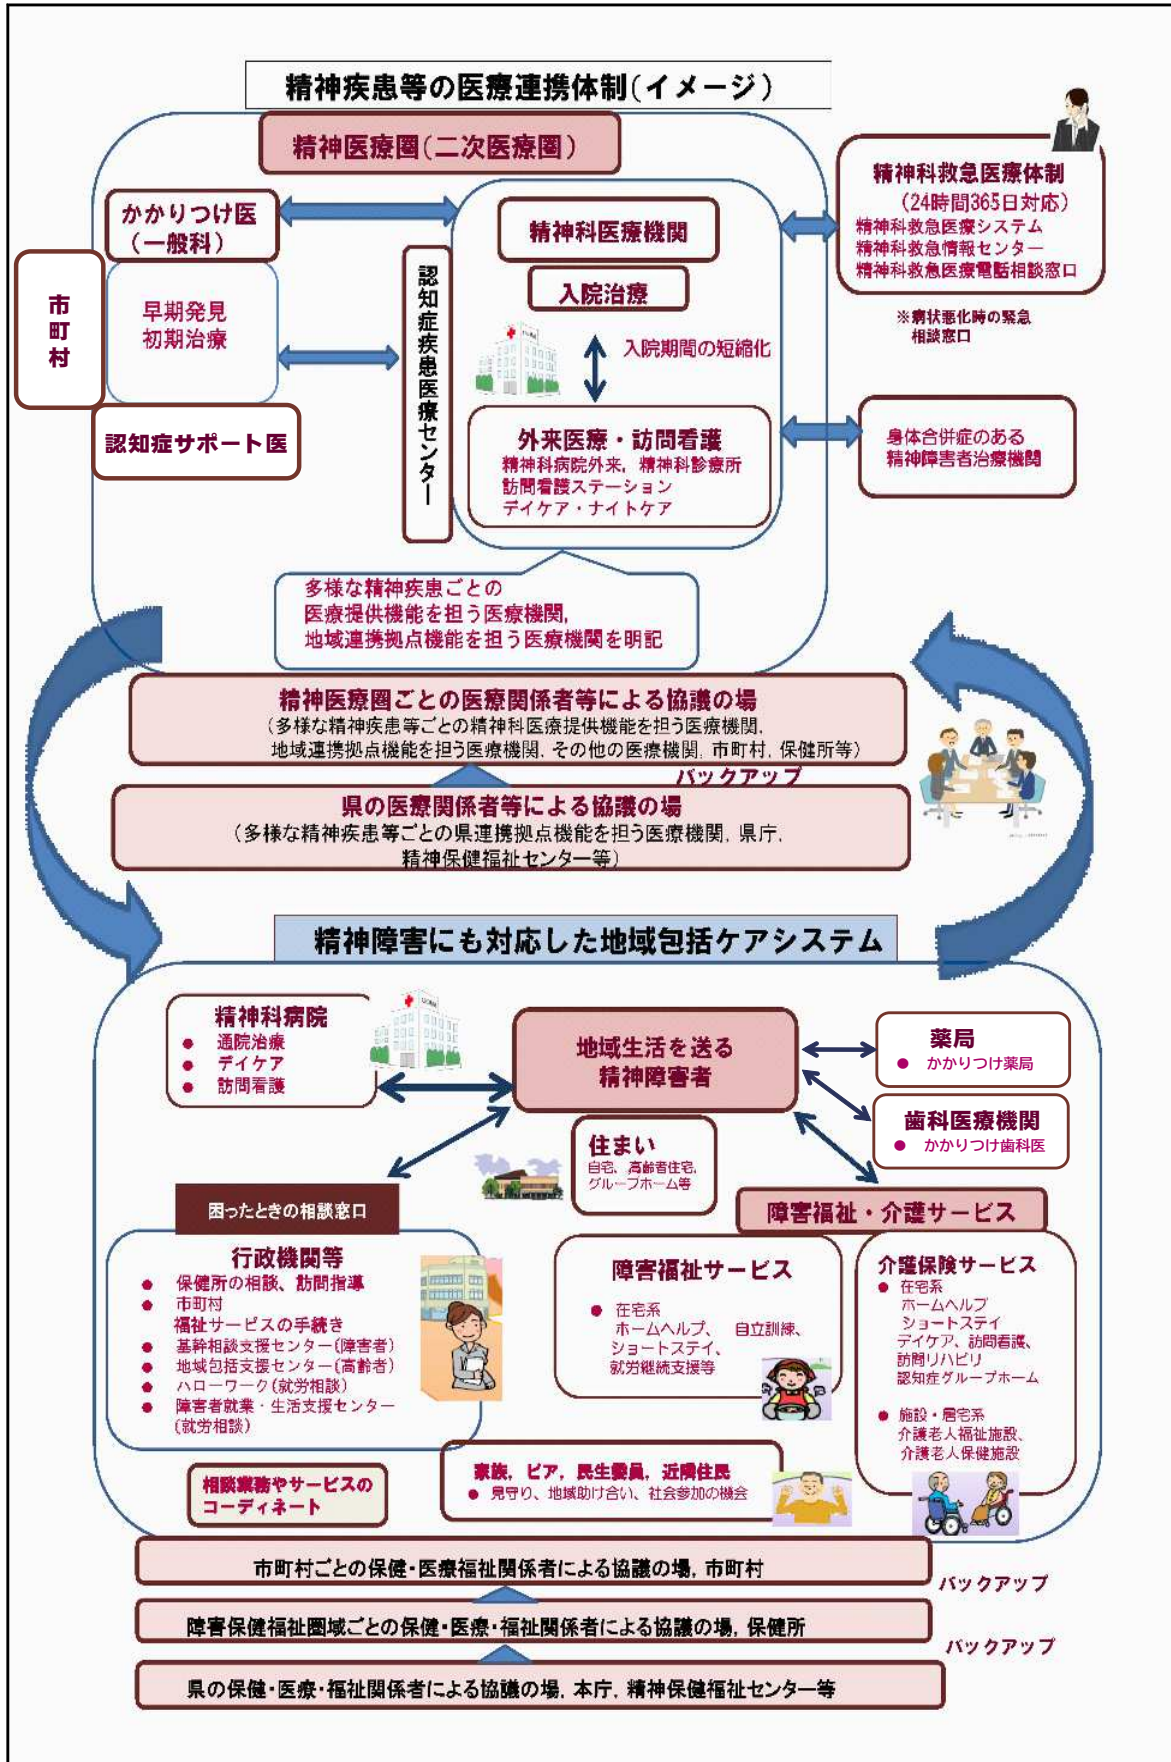 精神疾患等の医療連携体制(イメージ)
精神医療圏(二次医療圏)
かかりつけ医
(一般科)
市町村
早期発見
初期治療
認知症サポート医
認知症疾患医療センター
精神科医療機関
入院治療
入院期間の短縮化
外来医療・訪問看護
精神科病院外来, 精神科診療所
訪問看護ステーション
デイケア・ナイトケア
精神科救急医療体制
(24時間365日対応)
精神科救急医療システム
精神科救急情報センター
精神科救急医療電話相談窓口
※病状悪化時の緊急
相談窓口
身体合併症のある
精神障害者治療機関
多様な精神疾患ごとの
医療提供機能を担う医療機関,
地域連携拠点機能を担う医療機関を明記
精神医療圏ごとの医療関係者等による協議の場
(多様な精神疾患等ごとの精神科医療提供機能を担う医療機関,
地域連携拠点機能を担う医療機関, その他の医療機関, 市町村, 保健所等)
バックアップ
県の医療関係者等による協議の場
(多様な精神疾患等ごとの県連携拠点機能を担う医療機関, 県庁,
精神保健福祉センター等)
精神障害にも対応した地域包括ケアシステム
精神科病院
● 通院治療
● デイケア
● 訪問看護
地域生活を送る
精神障害者
薬局
● かかりつけ薬局
歯科医療機関
● かかりつけ歯科医
住まい
自宅、高齢者住宅、
グループホーム等
困ったときの相談窓口
行政機関等
● 保健所の相談、訪問指導
● 市町村
福祉サービスの手続き
● 基幹相談支援センター(障害者)
● 地域包括支援センター(高齢者)
● ハローワーク(就労相談)
● 障害者就業・生活支援センター
(就労相談)
障害福祉・介護サービス
障害福祉サービス
● 在宅系
ホームヘルプ、 自立訓練、
ショートステイ、
就労継続支援等
介護保険サービス
● 在宅系
ホームヘルプ
ショートステイ
デイケア、訪問看護、
訪問リハビリ
認知症グループホーム
● 施設・居宅系
介護老人福祉施設、
介護老人保健施設
相談業務やサービスの
コーディネート
家族, ピア, 民生委員, 近隣住民
● 見守り、地域助け合い、社会参加の機会
市町村ごとの保健・医療福祉関係者による協議の場, 市町村
バックアップ
障害保健福祉圏域ごとの保健・医療・福祉関係者による協議の場, 保健所
バックアップ
県の保健・医療・福祉関係者による協議の場, 本庁, 精神保健福祉センター等